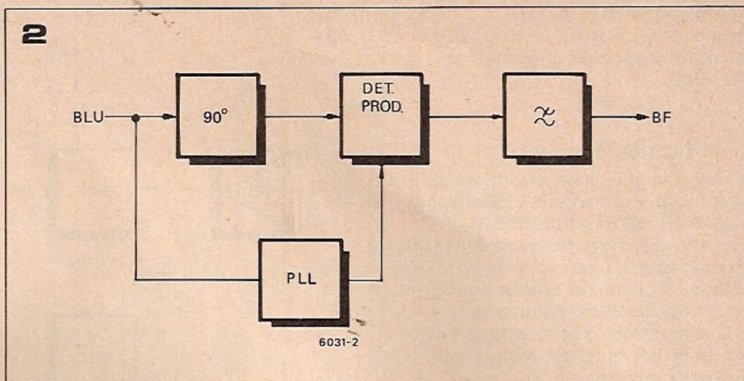 2
BLU
90°
DET.
PROD.
≈
BF
PLL
6031-2